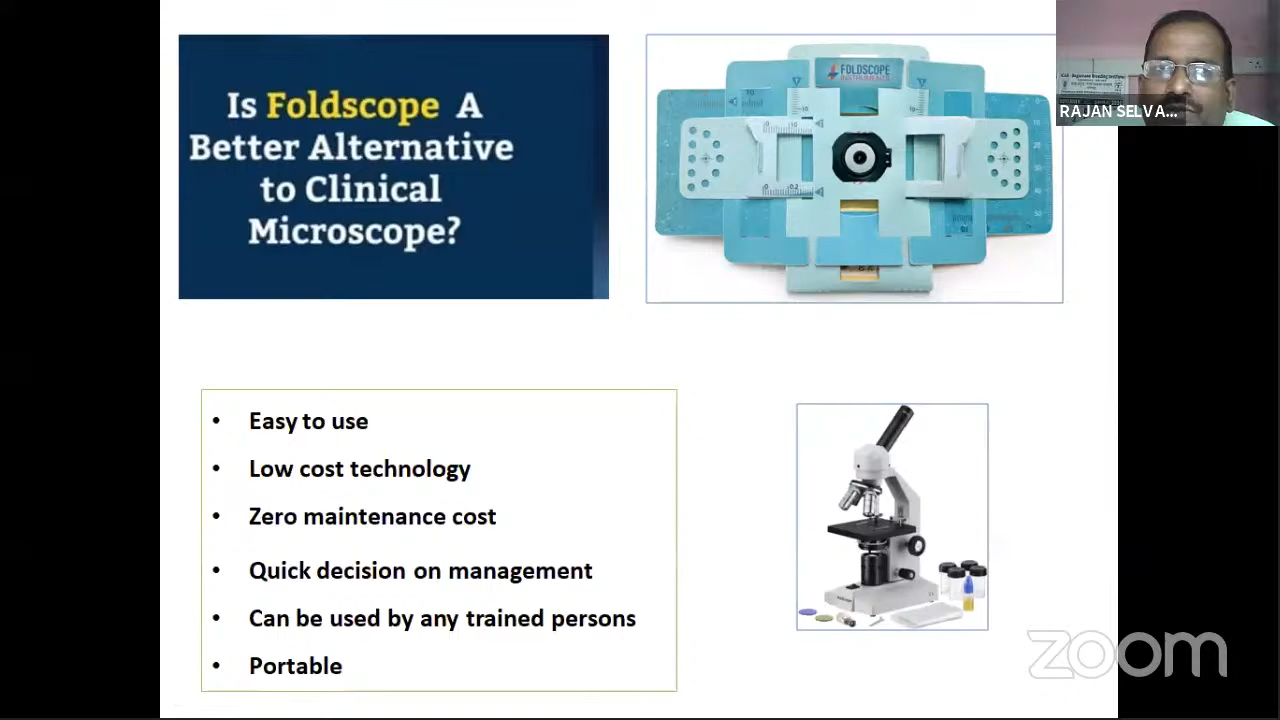 Is Foldscope A
Better Alternative
to Clinical
Microscope?
FOLDSCOPE
INSTRUMENTS
RAJAN SELVA...
• Easy to use
• Low cost technology
• Zero maintenance cost
• Quick decision on management
• Can be used by any trained persons
• Portable
zoom